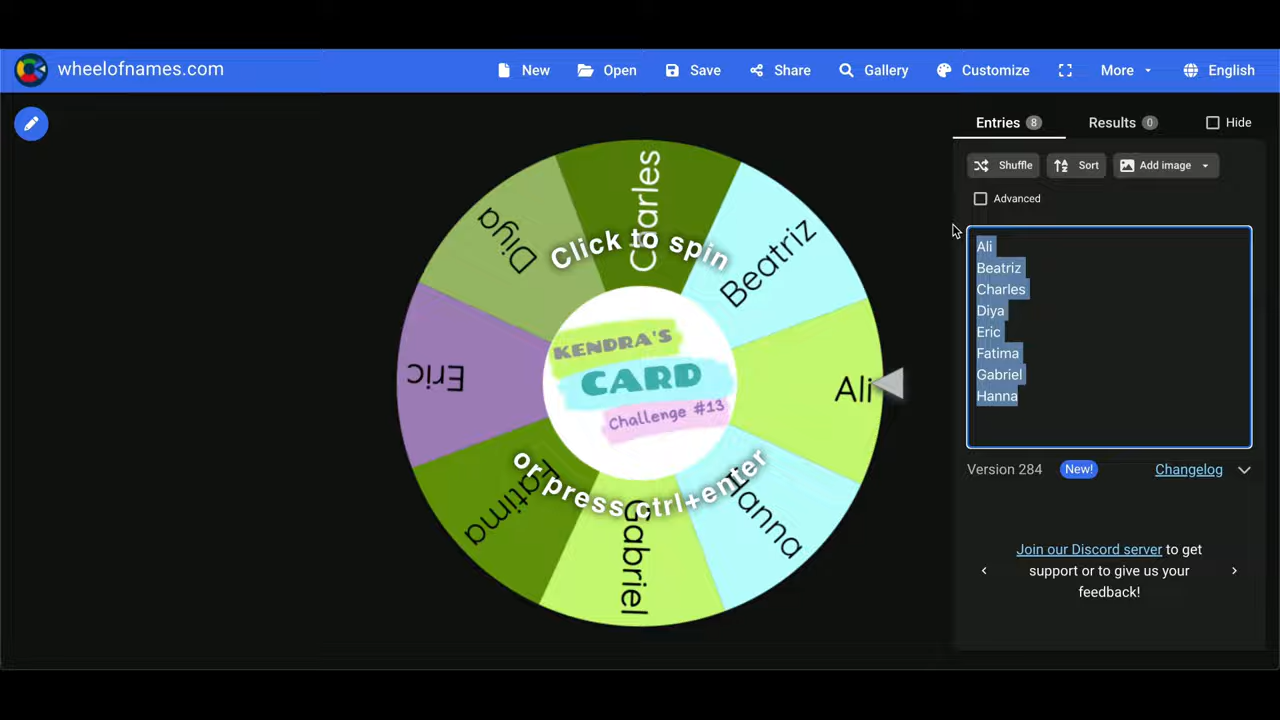 wheelofnames.com
New
Open
Save
Share
Gallery
Customize
More
English
Entries 8
Results 0
Hide
Shuffle
Sort
Add image
Advanced
Ali
Beatriz
Charles
Diya
Eric
Fatima
Gabriel
Hanna
Version 284
New!
Changelog
Join our Discord server to get
support or to give us your
feedback!
Charles
Beatriz
Ali
Hanna
Gabriel
Fatima
Eric
Diya
Click to spin
or press ctrl+enter
KENDRA'S
CARD
Challenge #13